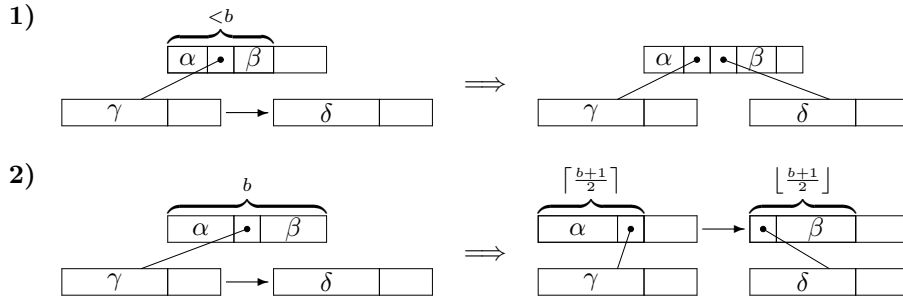 1)
<b
α β
γ δ
⟹
α β
γ δ
2)
b
α β
γ δ
⟹
⌈(b+1)/2⌉ ⌊(b+1)/2⌋
α β
γ δ